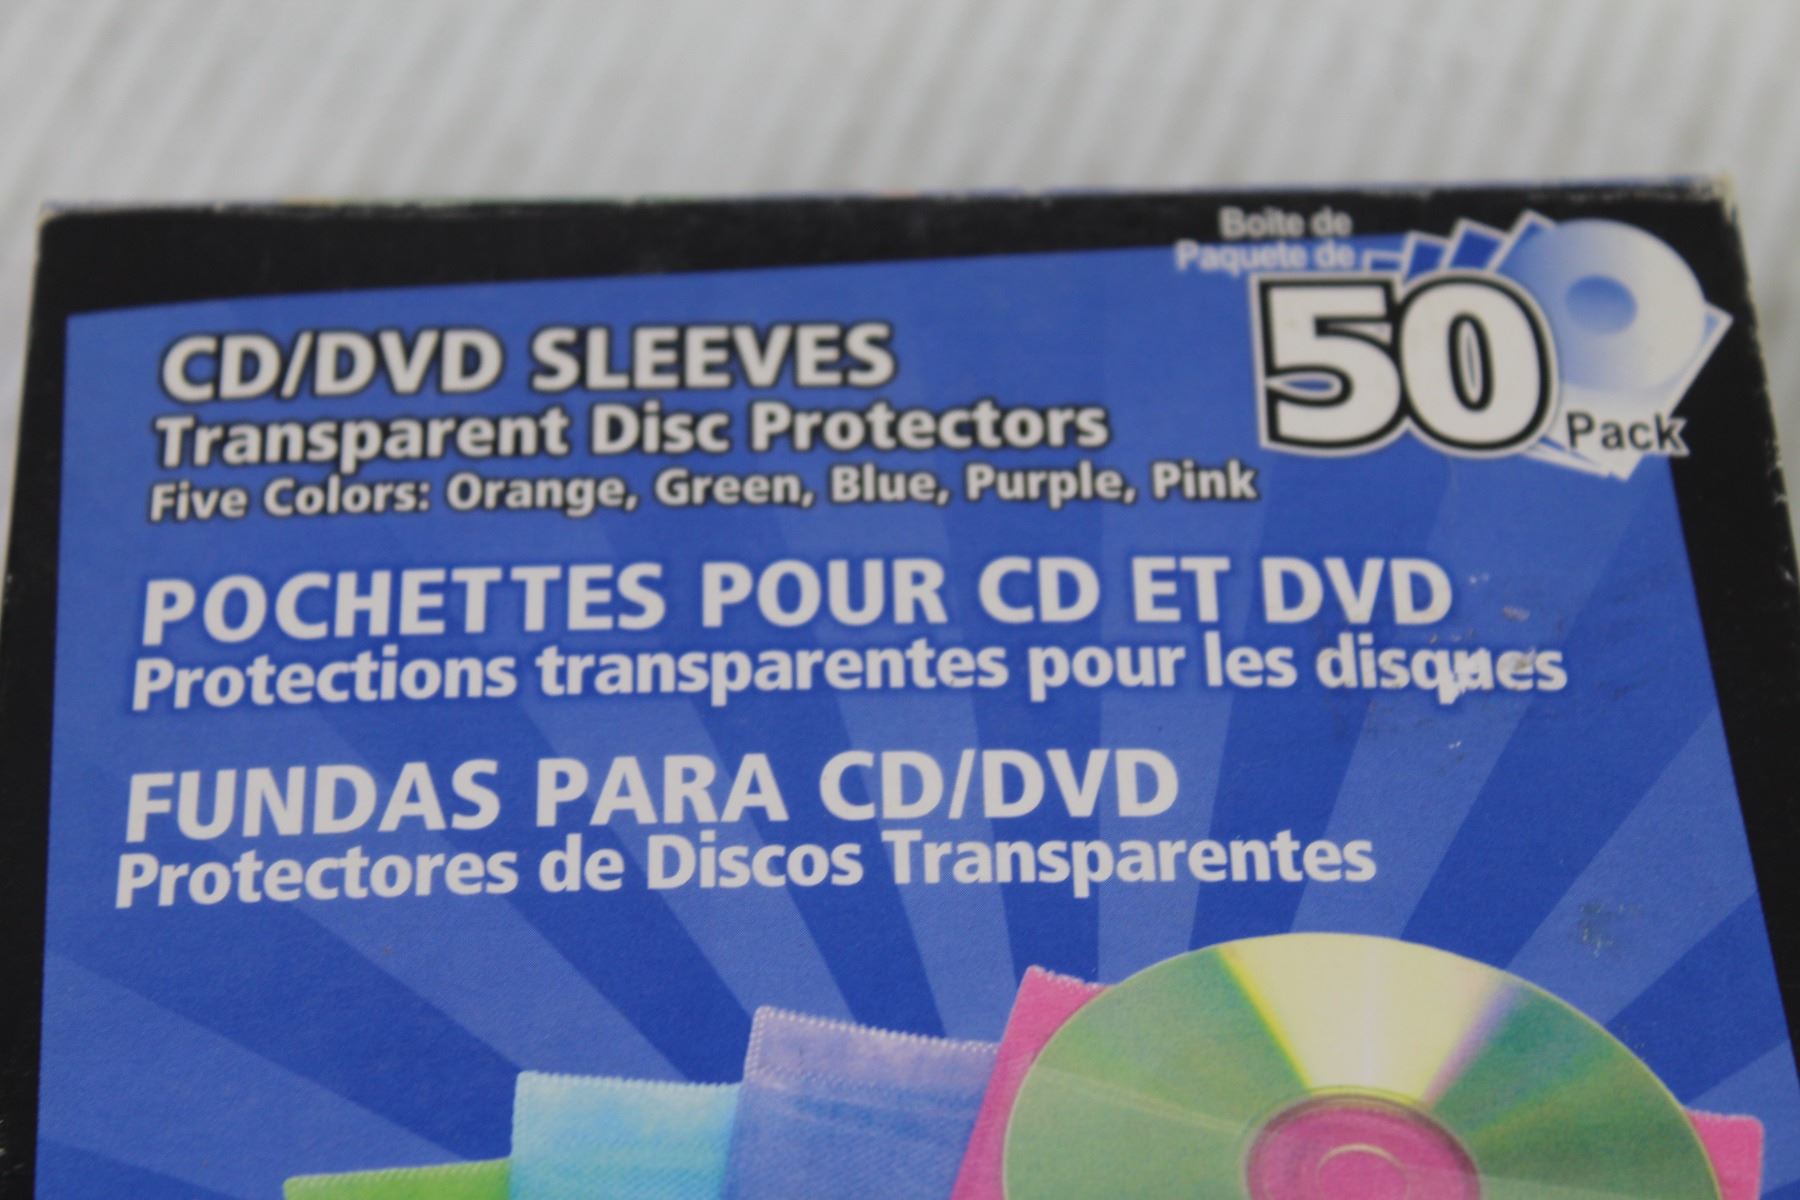 Boîte de
Paquete de
50
Pack
CD/DVD SLEEVES
Transparent Disc Protectors
Five Colors: Orange, Green, Blue, Purple, Pink
POCHETTES POUR CD ET DVD
Protections transparentes pour les disques
FUNDAS PARA CD/DVD
Protectores de Discos Transparentes